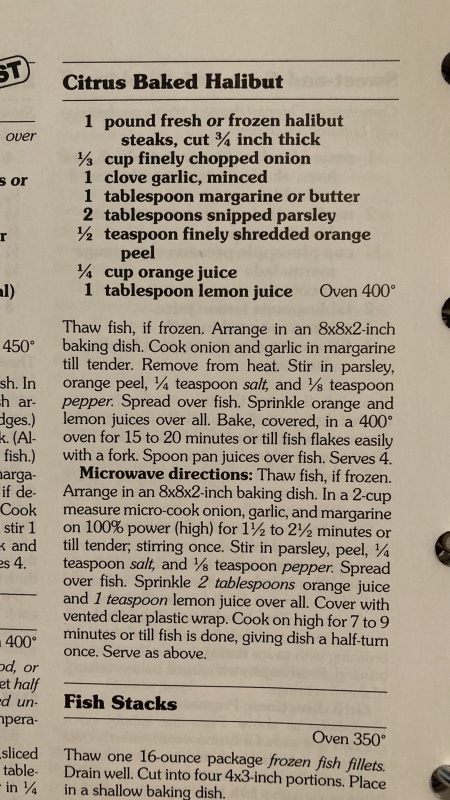 ST
over
s or
r
al)
450°
sh. In
h ar-
dges.)
k. (Al-
fish.)
narga-
if de-
Cook
stir 1
k and
es 4.
400°
od, or
et half
ed un-
mpera-
sliced
table-
in ¼
Citrus Baked Halibut
1 pound fresh or frozen halibut
steaks, cut ¾ inch thick
⅓ cup finely chopped onion
1 clove garlic, minced
1 tablespoon margarine or butter
2 tablespoons snipped parsley
½ teaspoon finely shredded orange
peel
¼ cup orange juice
1 tablespoon lemon juice Oven 400°
Thaw fish, if frozen. Arrange in an 8x8x2-inch
baking dish. Cook onion and garlic in margarine
till tender. Remove from heat. Stir in parsley,
orange peel, ¼ teaspoon salt, and ⅛ teaspoon
pepper. Spread over fish. Sprinkle orange and
lemon juices over all. Bake, covered, in a 400°
oven for 15 to 20 minutes or till fish flakes easily
with a fork. Spoon pan juices over fish. Serves 4.
Microwave directions: Thaw fish, if frozen.
Arrange in an 8x8x2-inch baking dish. In a 2-cup
measure micro-cook onion, garlic, and margarine
on 100% power (high) for 1½ to 2½ minutes or
till tender; stirring once. Stir in parsley, peel, ¼
teaspoon salt, and ⅛ teaspoon pepper. Spread
over fish. Sprinkle 2 tablespoons orange juice
and 1 teaspoon lemon juice over all. Cover with
vented clear plastic wrap. Cook on high for 7 to 9
minutes or till fish is done, giving dish a half-turn
once. Serve as above.
Fish Stacks
Oven 350°
Thaw one 16-ounce package frozen fish fillets.
Drain well. Cut into four 4x3-inch portions. Place
in a shallow baking dish.